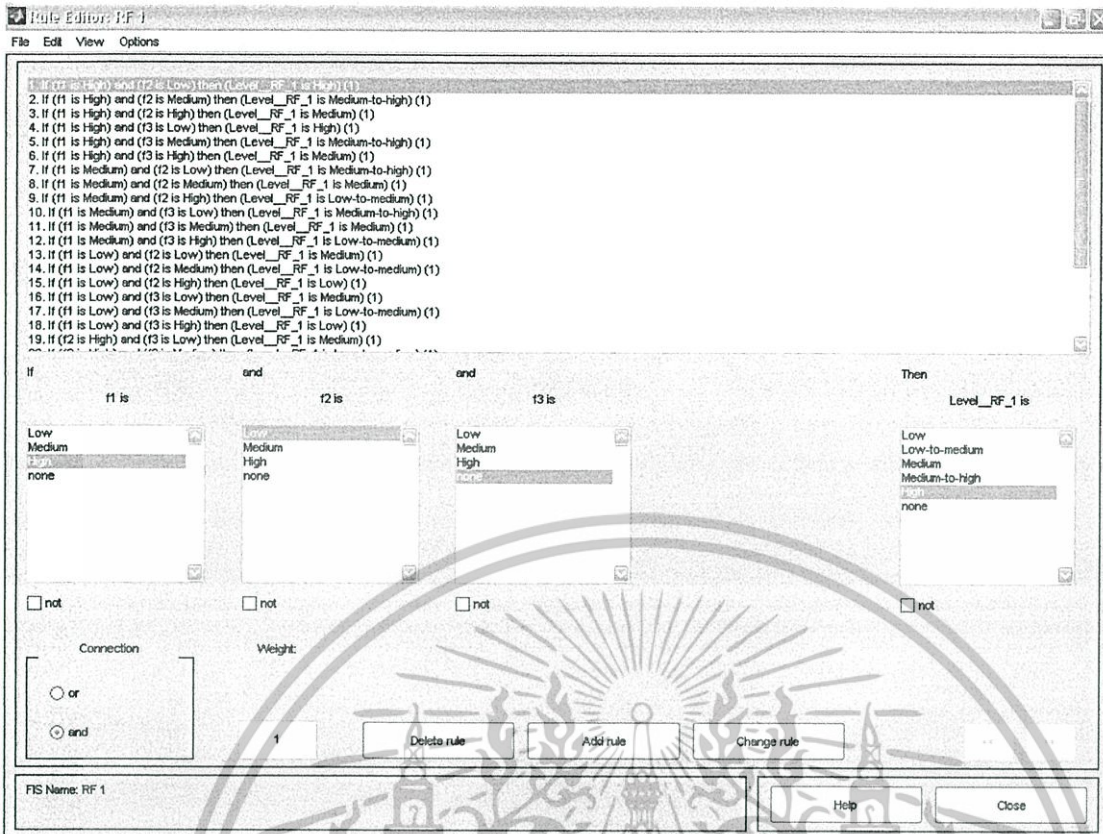 Rule Editor: RF 1
File Edit View Options
1. If (f1 is High) and (f2 is Low) then (Level__RF_1 is High) (1)
2. If (f1 is High) and (f2 is Medium) then (Level__RF_1 is Medium-to-high) (1)
3. If (f1 is High) and (f2 is High) then (Level__RF_1 is Medium) (1)
4. If (f1 is High) and (f3 is Low) then (Level__RF_1 is High) (1)
5. If (f1 is High) and (f3 is Medium) then (Level__RF_1 is Medium-to-high) (1)
6. If (f1 is High) and (f3 is High) then (Level__RF_1 is Medium) (1)
7. If (f1 is Medium) and (f2 is Low) then (Level__RF_1 is Medium-to-high) (1)
8. If (f1 is Medium) and (f2 is Medium) then (Level__RF_1 is Medium) (1)
9. If (f1 is Medium) and (f2 is High) then (Level__RF_1 is Low-to-medium) (1)
10. If (f1 is Medium) and (f3 is Low) then (Level__RF_1 is Medium-to-high) (1)
11. If (f1 is Medium) and (f3 is Medium) then (Level__RF_1 is Medium) (1)
12. If (f1 is Medium) and (f3 is High) then (Level__RF_1 is Low-to-medium) (1)
13. If (f1 is Low) and (f2 is Low) then (Level__RF_1 is Medium) (1)
14. If (f1 is Low) and (f2 is Medium) then (Level__RF_1 is Low-to-medium) (1)
15. If (f1 is Low) and (f2 is High) then (Level__RF_1 is Low) (1)
16. If (f1 is Low) and (f3 is Low) then (Level__RF_1 is Medium) (1)
17. If (f1 is Low) and (f3 is Medium) then (Level__RF_1 is Low-to-medium) (1)
18. If (f1 is Low) and (f3 is High) then (Level__RF_1 is Low) (1)
19. If (f2 is High) and (f3 is Low) then (Level__RF_1 is Medium) (1)
If and and Then
f1 is f2 is f3 is Level__RF_1 is
Low
Medium
High
none
Low
Medium
High
none
Low
Medium
High
none
Low
Low-to-medium
Medium
Medium-to-high
High
none
not not not not
Connection
or
and
Weight:
1
Delete rule Add rule Change rule
FIS Name: RF 1
Help Close